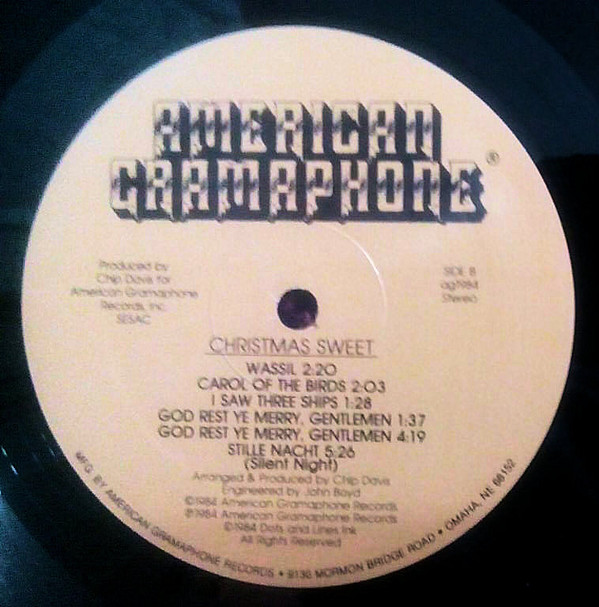 AMERICAN
GRAMAPHONE
®
Produced by
Chip Davis for
American Gramaphone
Records, Inc.
SESAC
SIDE B
ag1984
Stereo
CHRISTMAS SWEET
WASSIL 2:20
CAROL OF THE BIRDS 2:03
I SAW THREE SHIPS 1:28
GOD REST YE MERRY, GENTLEMEN 1:37
GOD REST YE MERRY, GENTLEMEN 4:19
STILLE NACHT 5:26
(Silent Night)
Arranged & Produced by Chip Davis
Engineered by John Boyd
©1984 American Gramaphone Records
℗1984 American Gramaphone Records
©1984 Dots and Lines Ink
All Rights Reserved
MFG. BY AMERICAN GRAMAPHONE RECORDS • 9130 MORMON BRIDGE ROAD • OMAHA, NE 68152